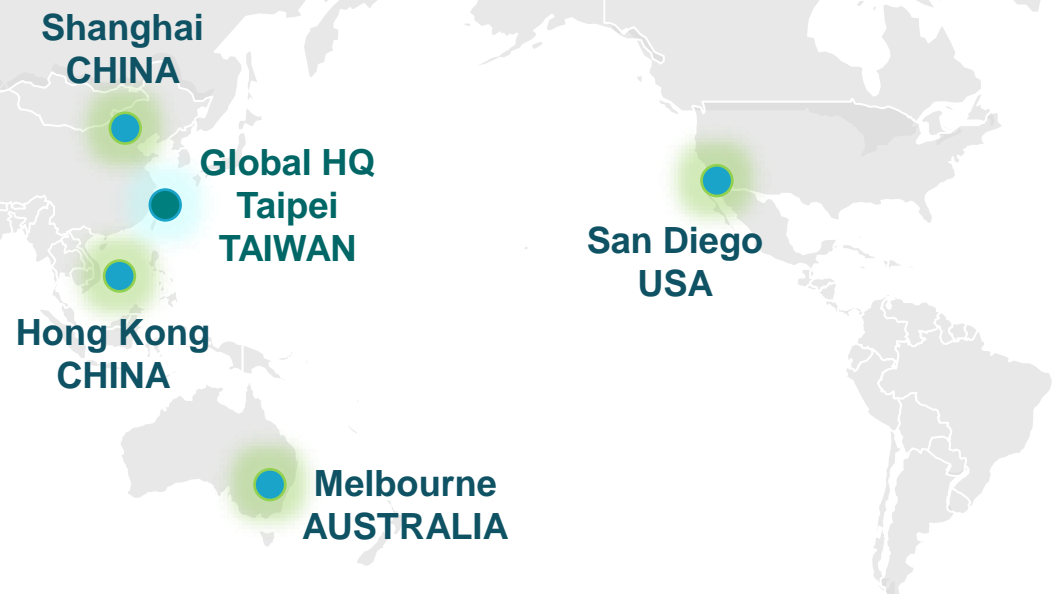 Shanghai
CHINA
Global HQ
Taipei
TAIWAN
San Diego
USA
Hong Kong
CHINA
Melbourne
AUSTRALIA